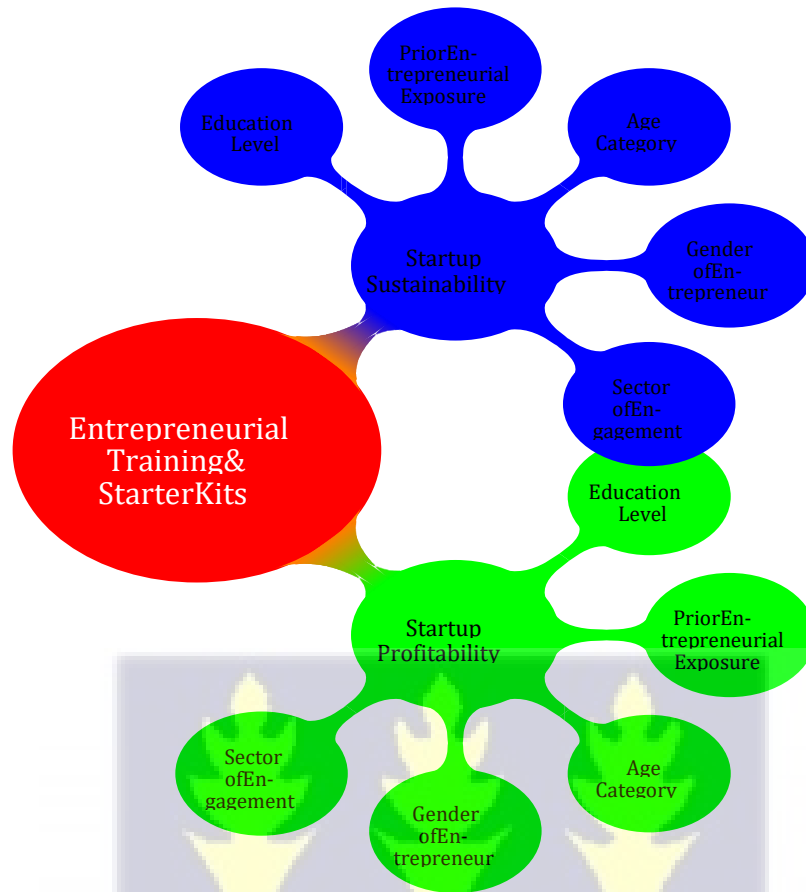 PriorEn-
trepreneurial
Exposure
Education
Level
Age
Category
Startup
Sustainability
Gender
ofEn-
trepreneur
Sector
ofEn-
gagement
Entrepreneurial
Training&
StarterKits
Education
Level
Startup
Profitability
PriorEn-
trepreneurial
Exposure
Sector
ofEn-
gagement
Age
Category
Gender
ofEn-
trepreneur